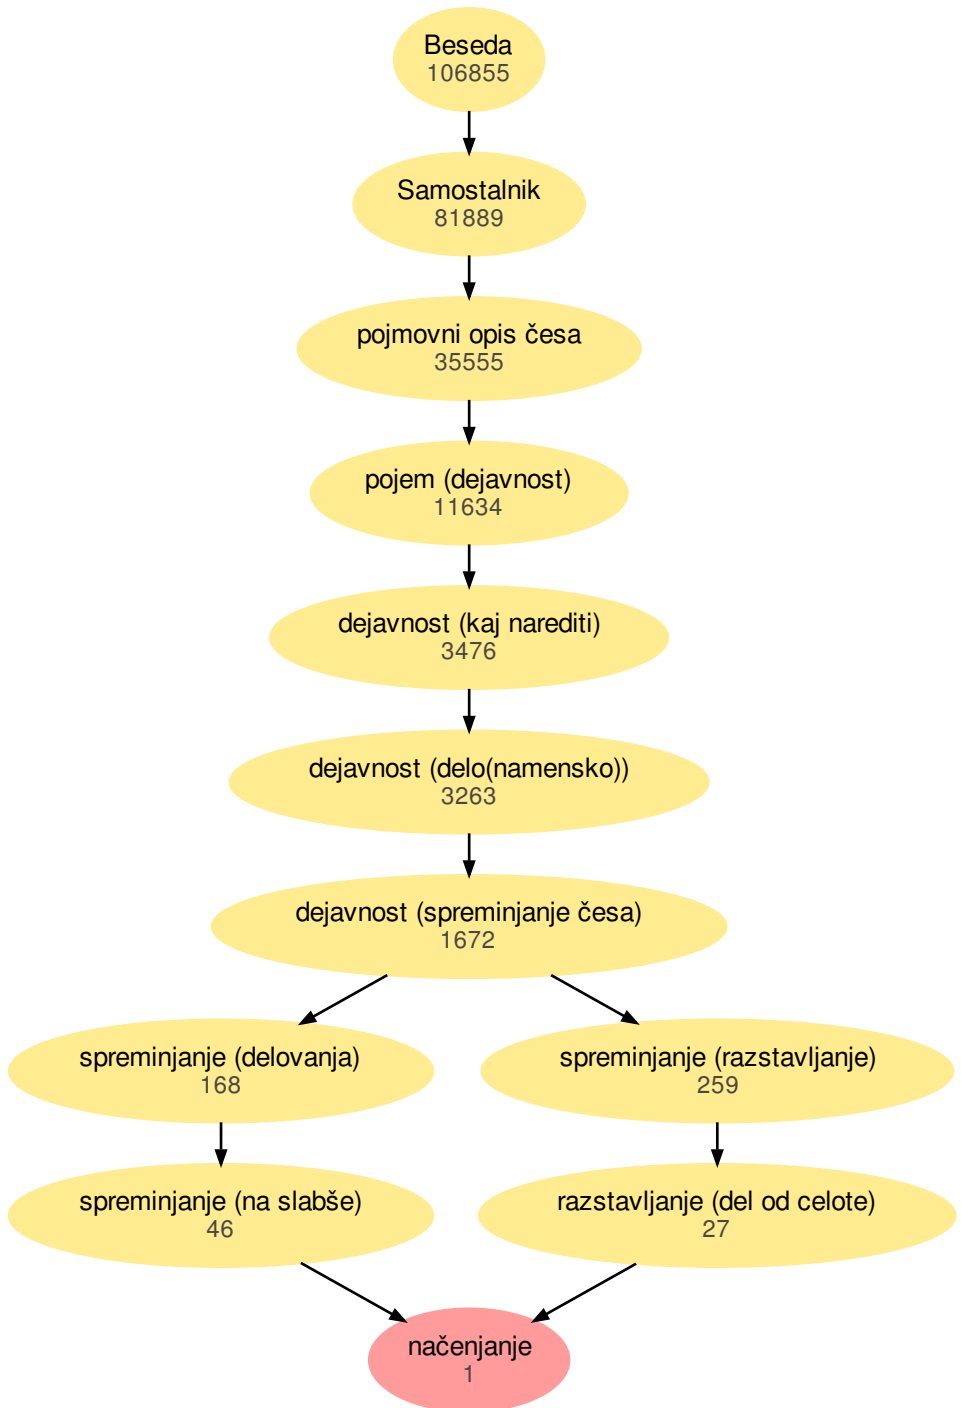 Beseda
106855
Samostalnik
81889
pojmovni opis česa
35555
pojem (dejavnost)
11634
dejavnost (kaj narediti)
3476
dejavnost (delo(namensko))
3263
dejavnost (spreminjanje česa)
1672
spreminjanje (delovanja)
168
spreminjanje (razstavljanje)
259
spreminjanje (na slabše)
46
razstavljanje (del od celote)
27
načenjanje
1